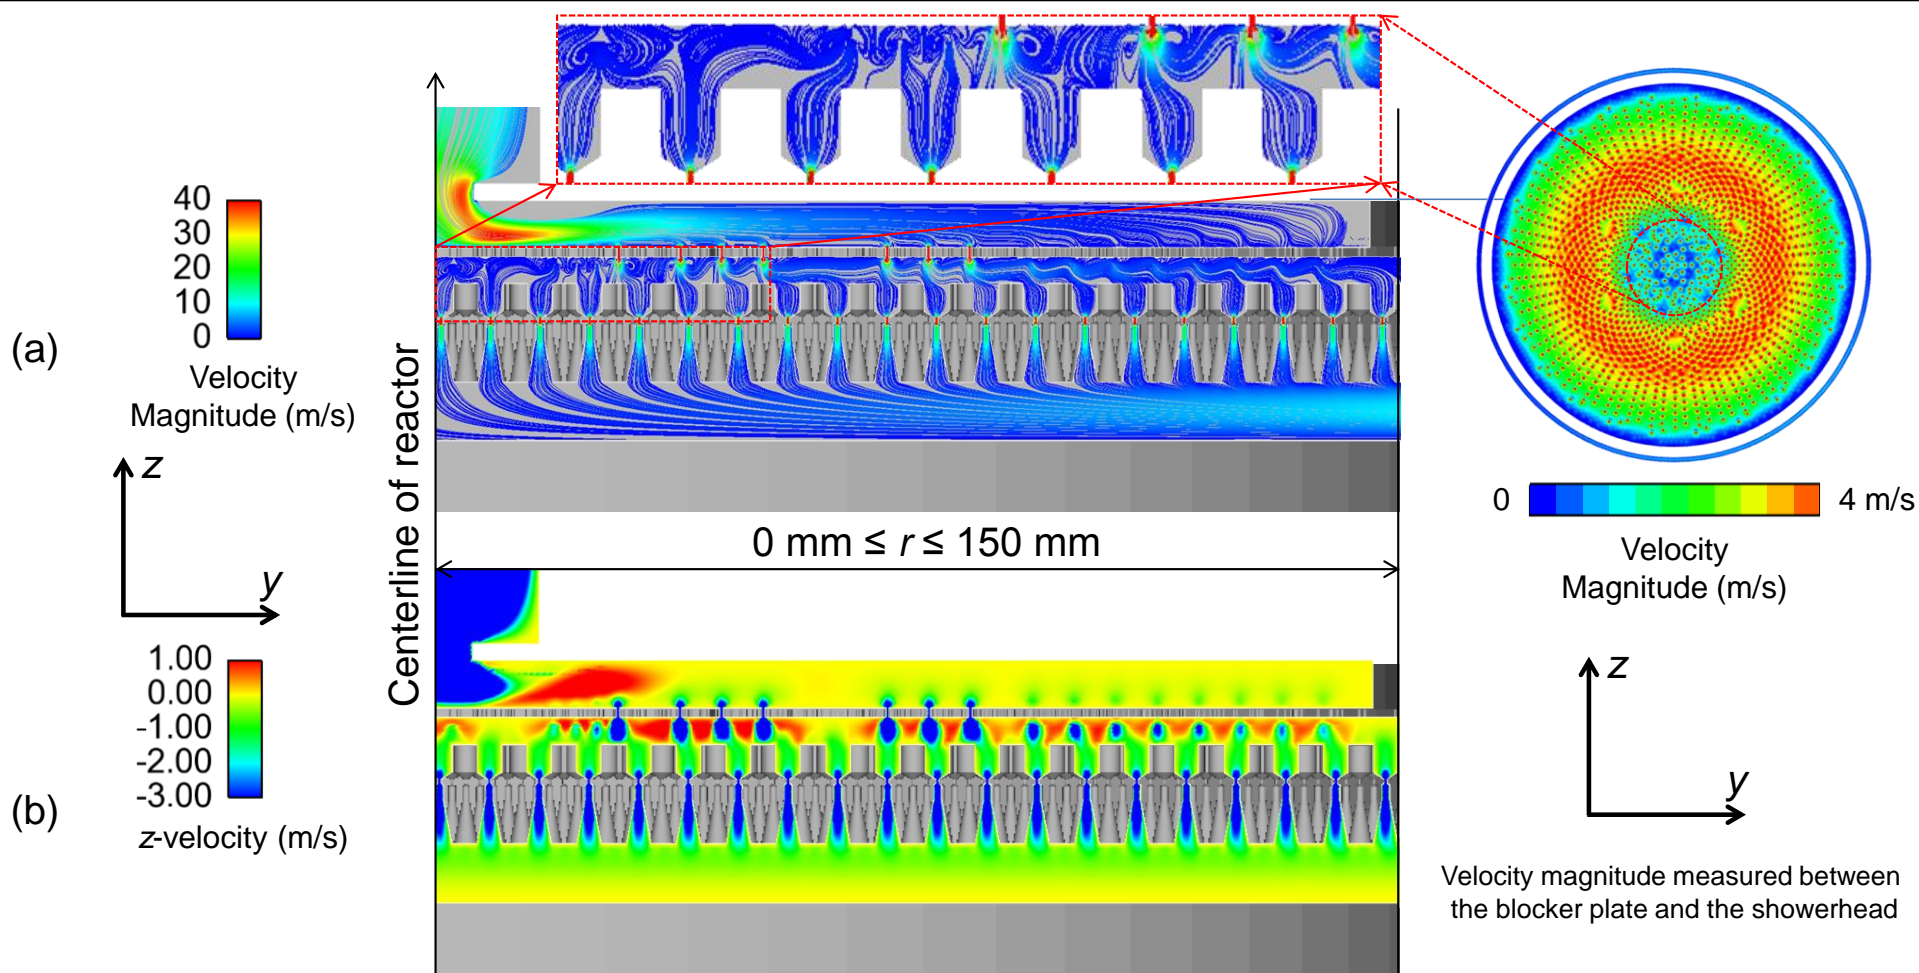 (a)
40
30
20
10
0
Velocity
Magnitude (m/s)
z
y
Centerline of reactor
0 mm ≤ r ≤ 150 mm
0
4 m/s
Velocity
Magnitude (m/s)
(b)
1.00
0.00
-1.00
-2.00
-3.00
z-velocity (m/s)
z
y
Velocity magnitude measured between
the blocker plate and the showerhead